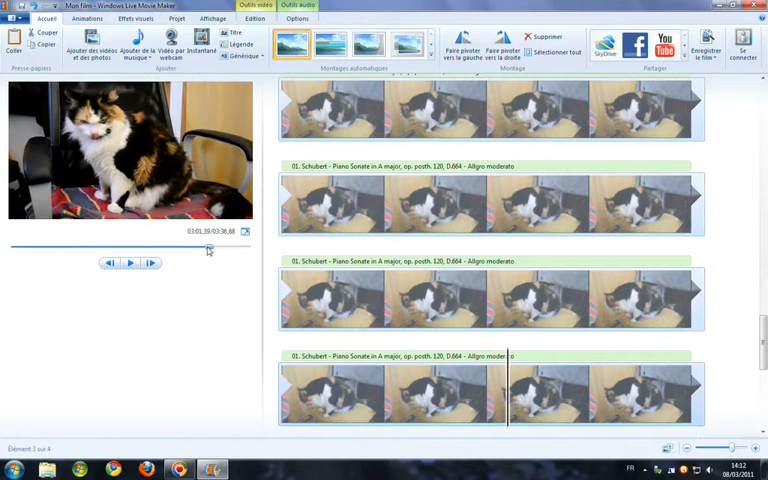 Mon film - Windows Live Movie Maker
Outils vidéo
Outils audio
Accueil
Animations
Effets visuels
Projet
Affichage
Edition
Options
Coller
Couper
Copier
Presse-papiers
Ajouter des vidéos et des photos
Ajouter de la musique
Vidéo par webcam
Instantané
Titre
Légende
Générique
Ajouter
Montages automatiques
Faire pivoter vers la gauche
Faire pivoter vers la droite
Supprimer
Sélectionner tout
Montage
SkyDrive
f
You Tube
Partager
Enregistrer le film
Se connecter
03:01,39/03:36,88
01. Schubert - Piano Sonate in A major, op. posth. 120, D.664 - Allgro moderato
01. Schubert - Piano Sonate in A major, op. posth. 120, D.664 - Allgro moderato
01. Schubert - Piano Sonate in A major, op. posth. 120, D.664 - Allgro moderato
Élément 3 sur 4
FR
14:12
08/03/2011